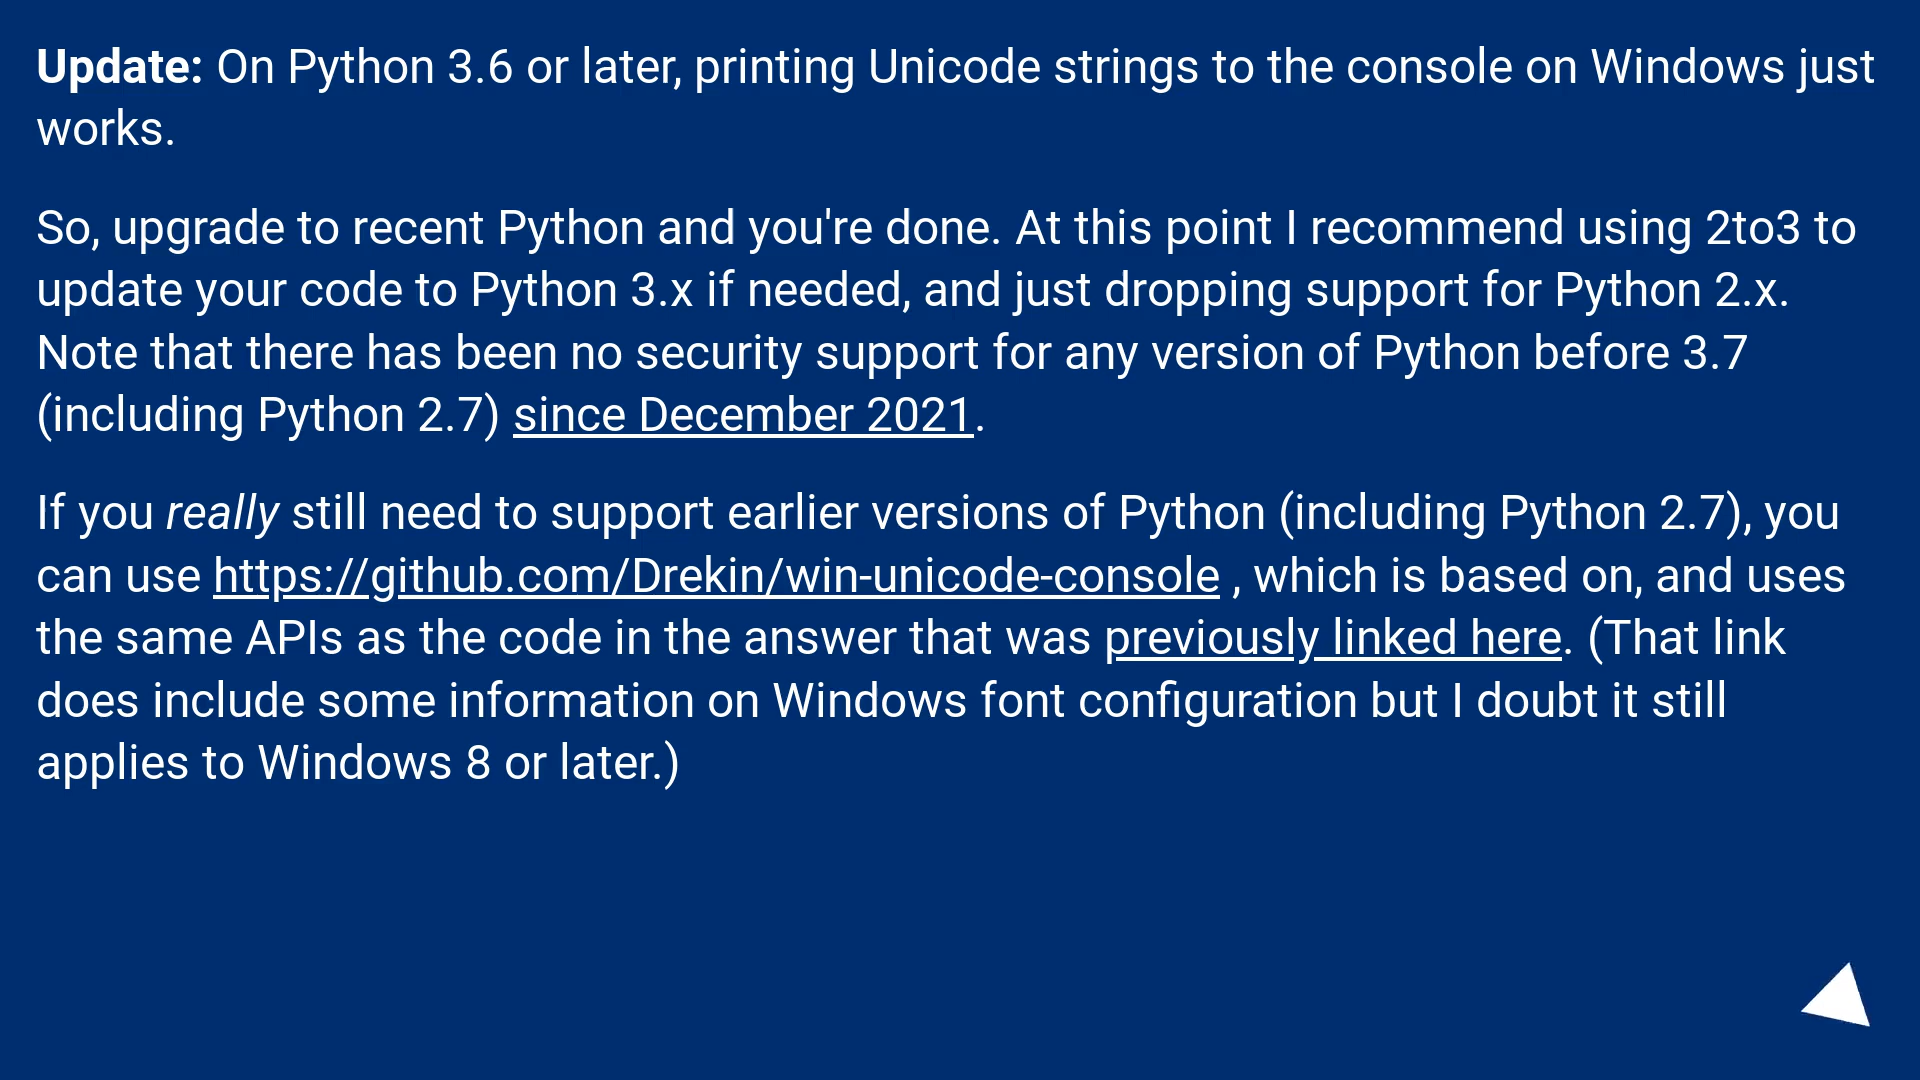 Update: On Python 3.6 or later, printing Unicode strings to the console on Windows just
works.
So, upgrade to recent Python and you're done. At this point I recommend using 2to3 to
update your code to Python 3.x if needed, and just dropping support for Python 2.x.
Note that there has been no security support for any version of Python before 3.7
(including Python 2.7) since December 2021.
If you really still need to support earlier versions of Python (including Python 2.7), you
can use https://github.com/Drekin/win-unicode-console , which is based on, and uses
the same APIs as the code in the answer that was previously linked here. (That link
does include some information on Windows font configuration but I doubt it still
applies to Windows 8 or later.)